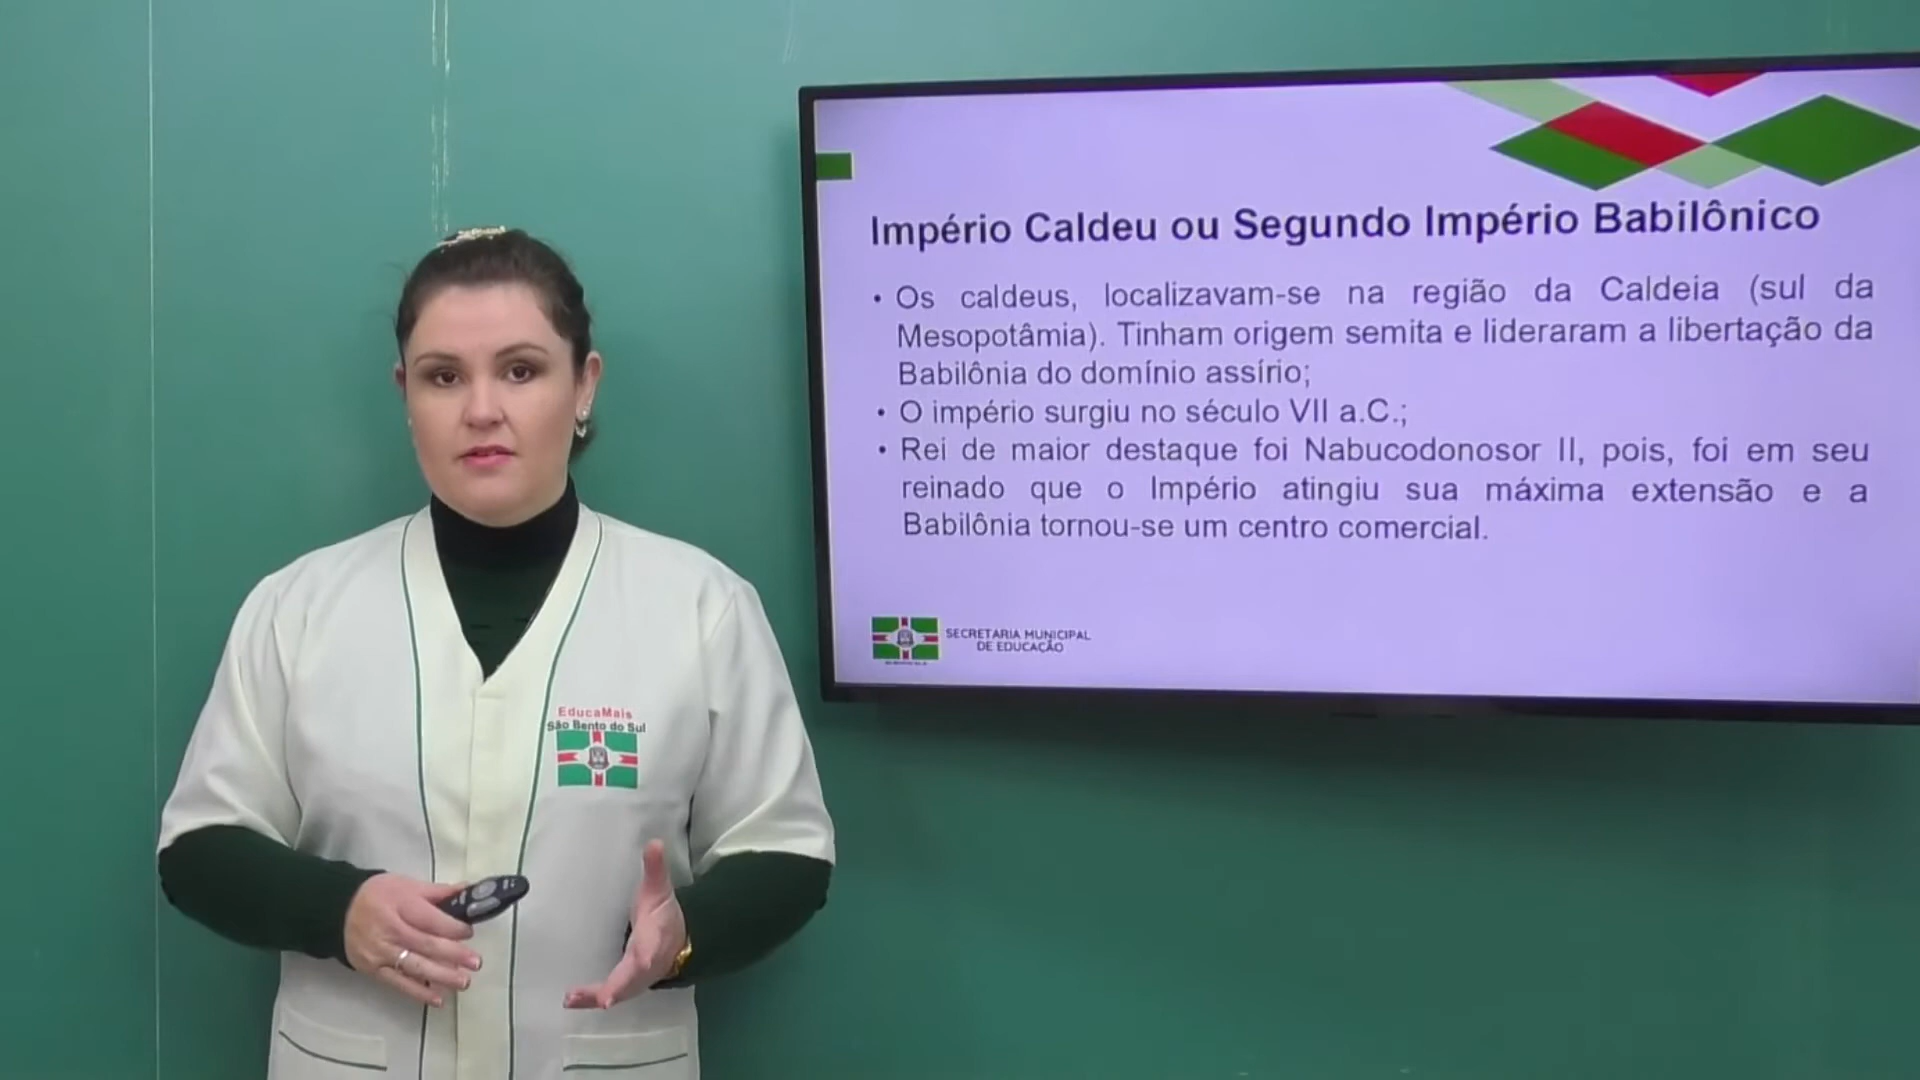 Império Caldeu ou Segundo Império Babilônico
• Os caldeus, localizavam-se na região da Caldeia (sul da
Mesopotâmia). Tinham origem semita e lideraram a libertação da
Babilônia do domínio assírio;
• O império surgiu no século VII a.C.;
• Rei de maior destaque foi Nabucodonosor II, pois, foi em seu
reinado que o Império atingiu sua máxima extensão e a
Babilônia tornou-se um centro comercial.
SECRETARIA MUNICIPAL
DE EDUCAÇÃO
EducaMais
São Bento do Sul